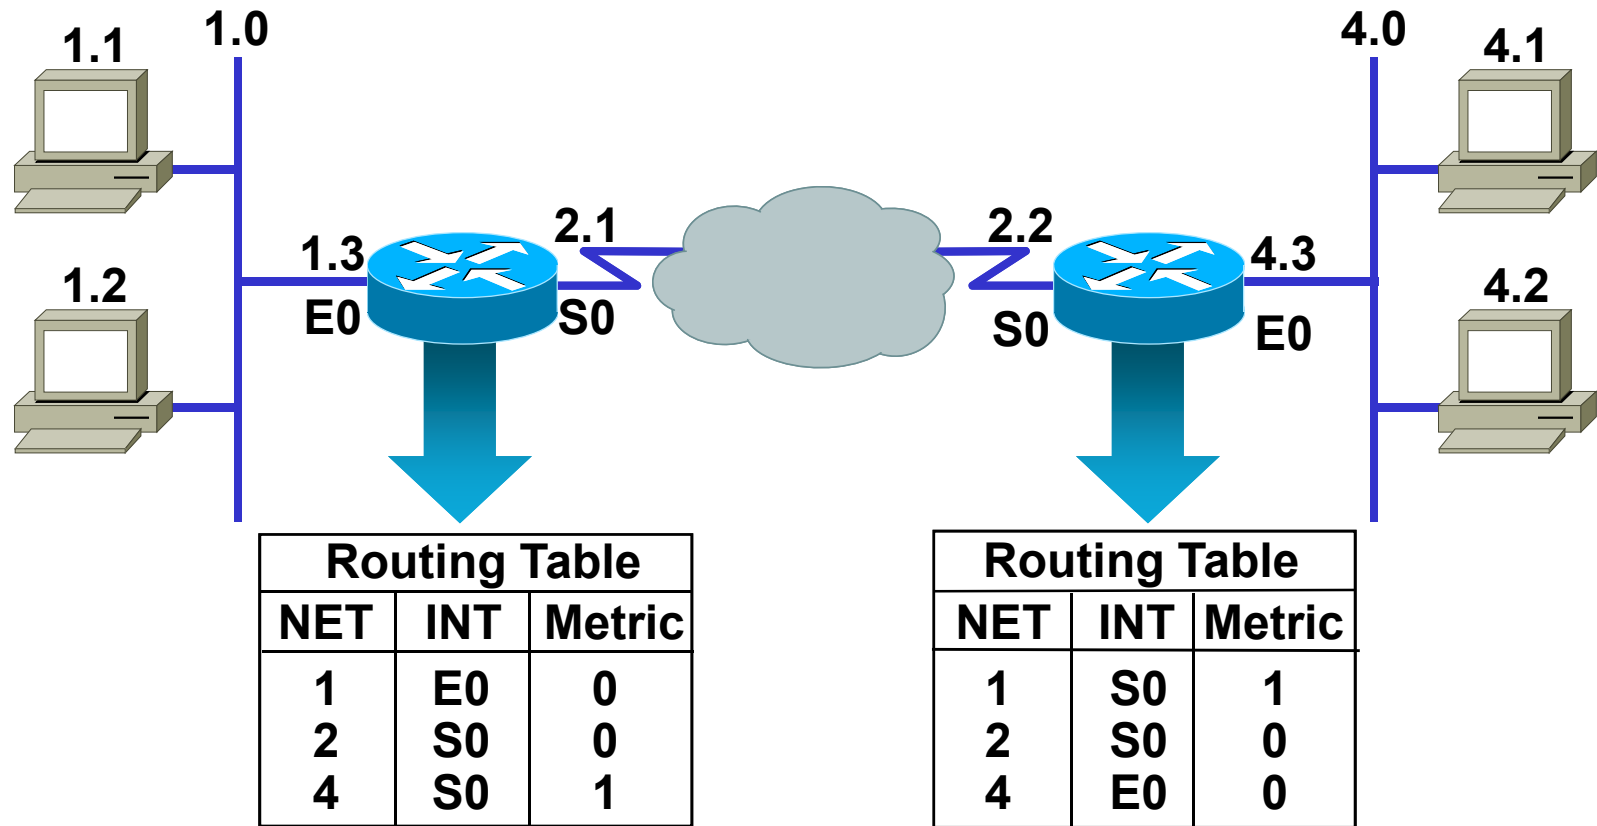 1.1
1.0
4.0
4.1
1.3
2.1
2.2
4.3
1.2
4.2
E0
S0
S0
E0
Routing Table
NET INT Metric
1 E0 0
2 S0 0
4 S0 1
Routing Table
NET INT Metric
1 S0 1
2 S0 0
4 E0 0